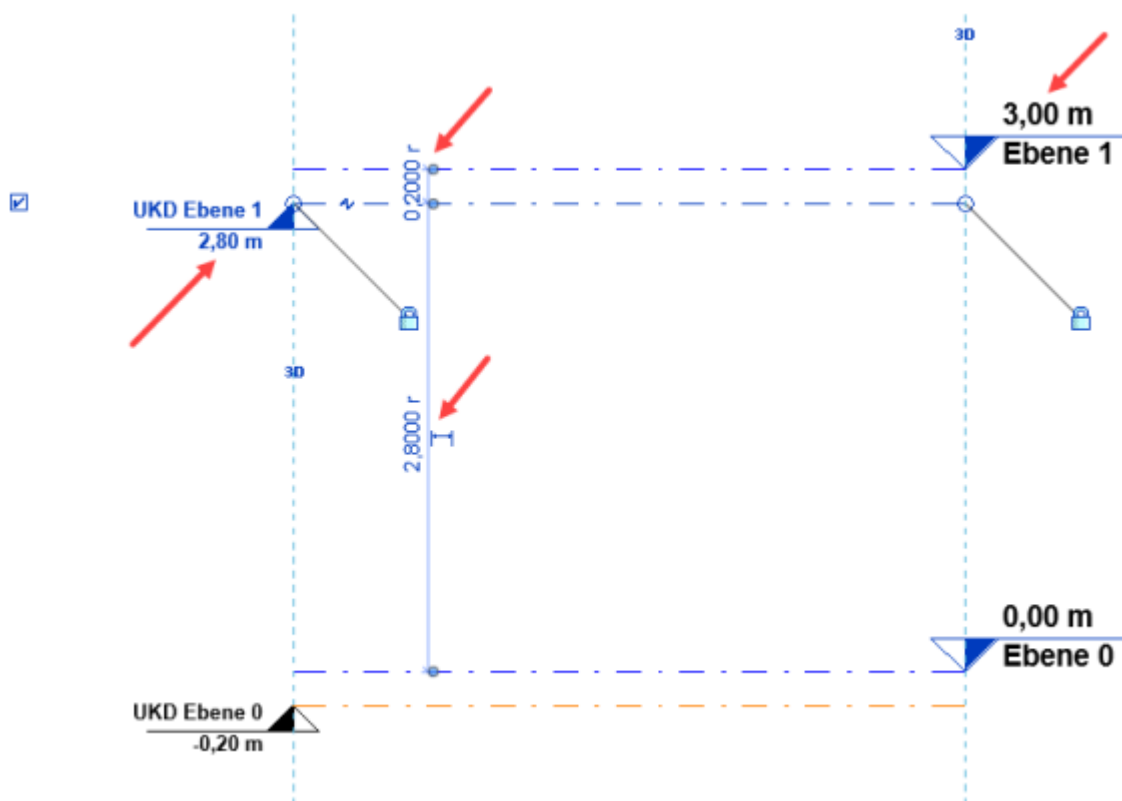 3D
3,00 m
Ebene 1
0,2000 r
UKD Ebene 1
2,80 m
3D
2,8000 r
0,00 m
Ebene 0
UKD Ebene 0
-0,20 m